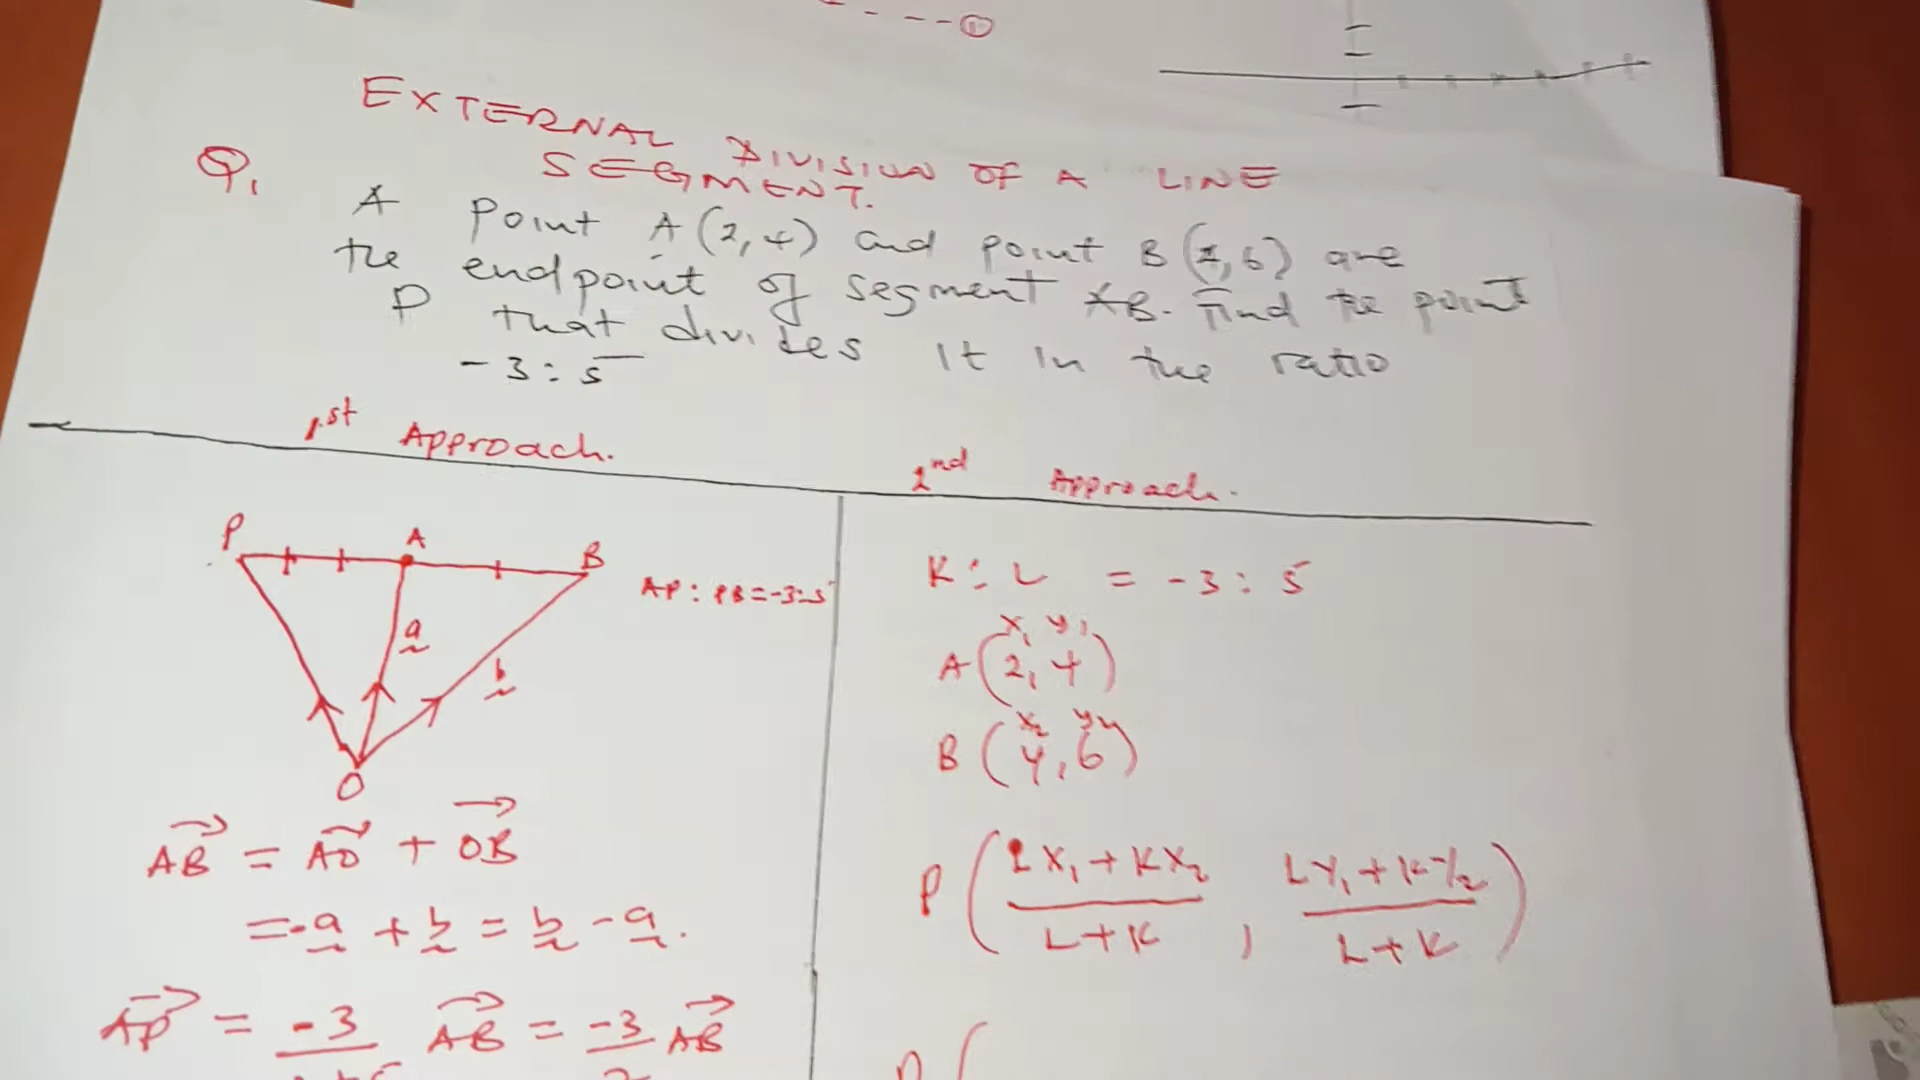 - - - - ①
EXTERNAL DIVISION OF A LINE
SEGMENT.
Q1
A point A(2,4) and point B(4,6) are
the endpoint of segment AB. Find the point
P that divides it in the ratio
-3:5
1st Approach.
P A B
AP : PB = -3:5
a
b
O
AB = AO + OB
= -a + b = b - a.
AP = -3 AB = -3 AB
2
2nd Approach.
K : L = -3 : 5
x1 y1
A(2,4)
x2 y2
B(4,6)
P(LX1+KX2/L+K , LY1+KY2/L+K)